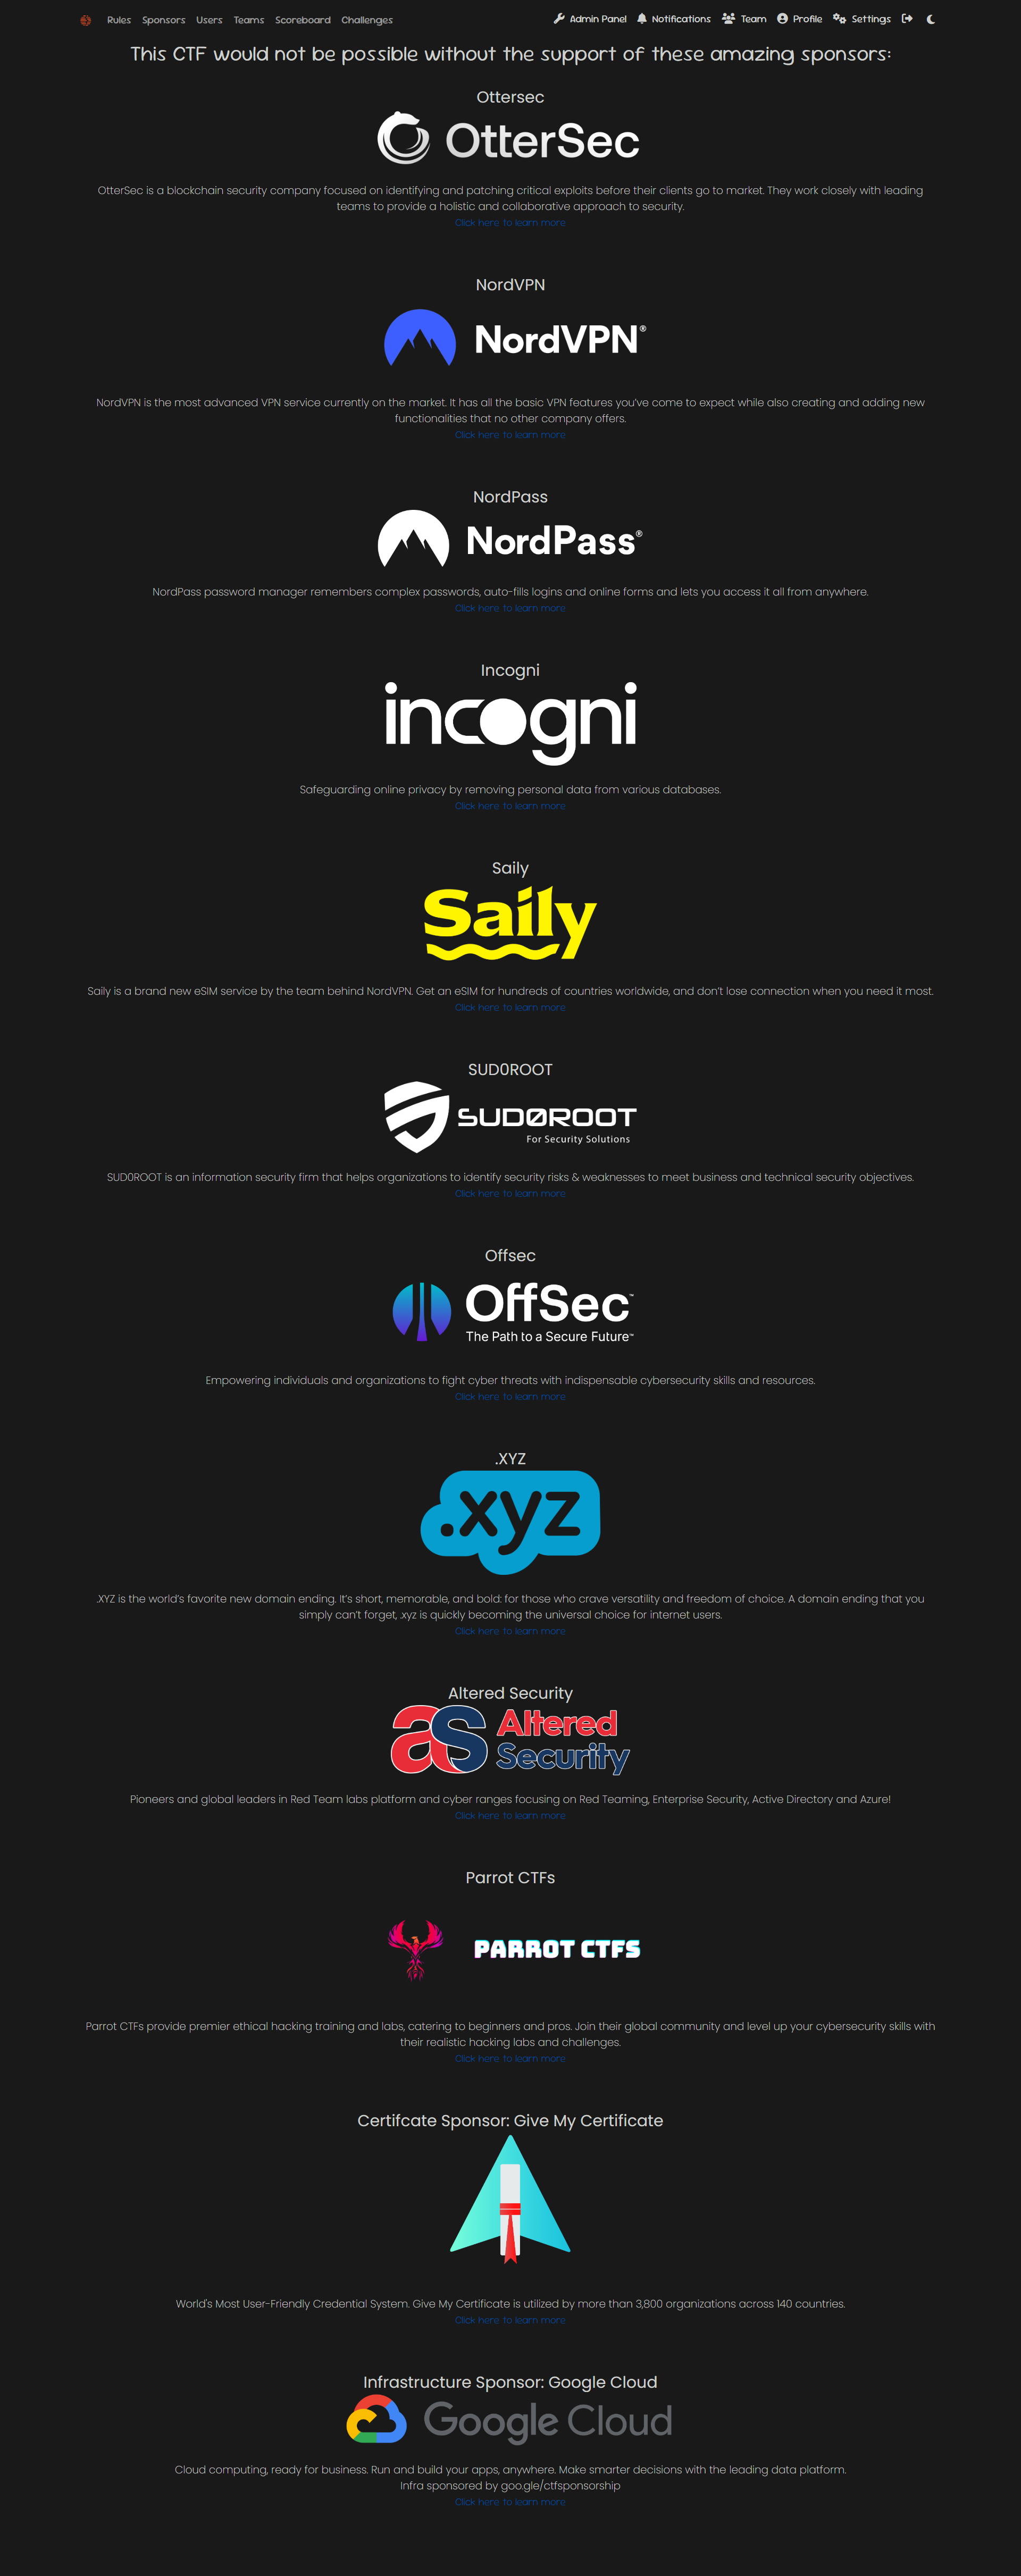 Rules Sponsors Users Teams Scoreboard Challenges Admin Panel Notifications Team Profile Settings
This CTF would not be possible without the support of these amazing sponsors:
Ottersec
OtterSec
OtterSec is a blockchain security company focused on identifying and patching critical exploits before their clients go to market. They work closely with leading
teams to provide a holistic and collaborative approach to security.
Click here to learn more
NordVPN
NordVPN®
NordVPN is the most advanced VPN service currently on the market. It has all the basic VPN features you've come to expect while also creating and adding new
functionalities that no other company offers.
Click here to learn more
NordPass
NordPass®
NordPass password manager remembers complex passwords, auto-fills logins and online forms and lets you access it all from anywhere.
Click here to learn more
Incogni
incogni
Safeguarding online privacy by removing personal data from various databases.
Click here to learn more
Saily
Saily
Saily is a brand new eSIM service by the team behind NordVPN. Get an eSIM for hundreds of countries worldwide, and don't lose connection when you need it most.
Click here to learn more
SUD0ROOT
SUD0ROOT
For Security Solutions
SUD0ROOT is an information security firm that helps organizations to identify security risks & weaknesses to meet business and technical security objectives.
Click here to learn more
Offsec
OffSec™
The Path to a Secure Future™
Empowering individuals and organizations to fight cyber threats with indispensable cybersecurity skills and resources.
Click here to learn more
.XYZ
.xyz
.XYZ is the world's favorite new domain ending. It's short, memorable, and bold: for those who crave versatility and freedom of choice. A domain ending that you
simply can't forget, .xyz is quickly becoming the universal choice for internet users.
Click here to learn more
Altered Security
as Altered
Security
Pioneers and global leaders in Red Team labs platform and cyber ranges focusing on Red Teaming, Enterprise Security, Active Directory and Azure!
Click here to learn more
Parrot CTFs
PARROT CTFS
Parrot CTFs provide premier ethical hacking training and labs, catering to beginners and pros. Join their global community and level up your cybersecurity skills with
their realistic hacking labs and challenges.
Click here to learn more
Certifcate Sponsor: Give My Certificate
World's Most User-Friendly Credential System. Give My Certificate is utilized by more than 3,800 organizations across 140 countries.
Click here to learn more
Infrastructure Sponsor: Google Cloud
Google Cloud
Cloud computing, ready for business. Run and build your apps, anywhere. Make smarter decisions with the leading data platform.
Infra sponsored by goo.gle/ctfsponsorship
Click here to learn more